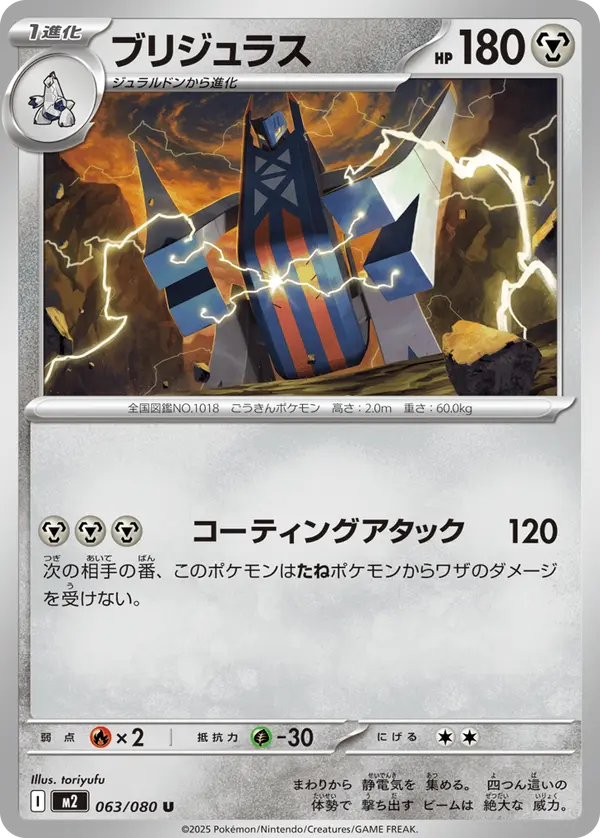 1進化
ブリジュラス
HP 180
ジュラルドンから進化
全国図鑑NO.1018 ごうきんポケモン 高さ:2.0m 重さ:60.0kg
コーティングアタック 120
次の相手の番、このポケモンはたねポケモンからワザのダメージ
を受けない。
弱点 ×2 抵抗力 -30 にげる
Illus. toriyufu
I m2 063/080 U
まわりから 静電気を 集める。 四つん這いの
体勢で 撃ち出す ビームは 絶大な 威力。
©2025 Pokémon/Nintendo/Creatures/GAME FREAK.